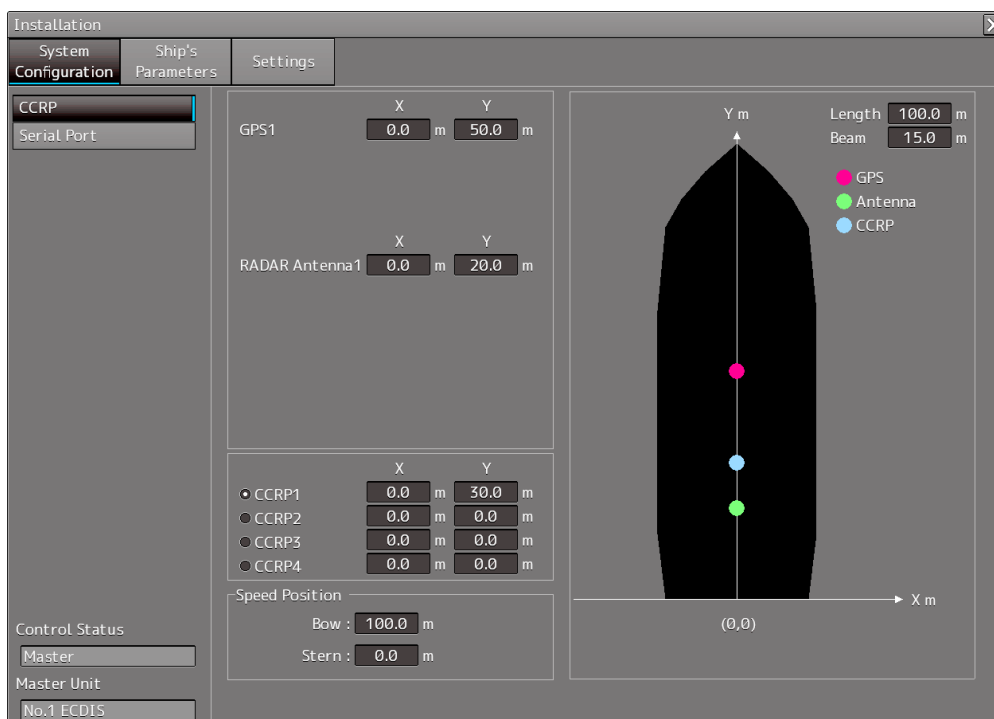 Installation
X
System Configuration
Ship's Parameters
Settings
CCRP
Serial Port
X Y
GPS1 0.0 m 50.0 m
X Y
RADAR Antenna1 0.0 m 20.0 m
X Y
CCRP1 0.0 m 30.0 m
CCRP2 0.0 m 0.0 m
CCRP3 0.0 m 0.0 m
CCRP4 0.0 m 0.0 m
Speed Position
Bow : 100.0 m
Stern : 0.0 m
Control Status
Master
Master Unit
No.1 ECDIS
Y m
Length 100.0 m
Beam 15.0 m
GPS
Antenna
CCRP
X m
(0,0)